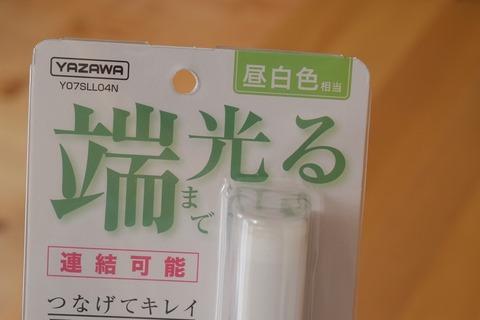 YAZAWA
Y07SLL04N
昼白色相当
端まで光る
連結可能
つなげてキレイ